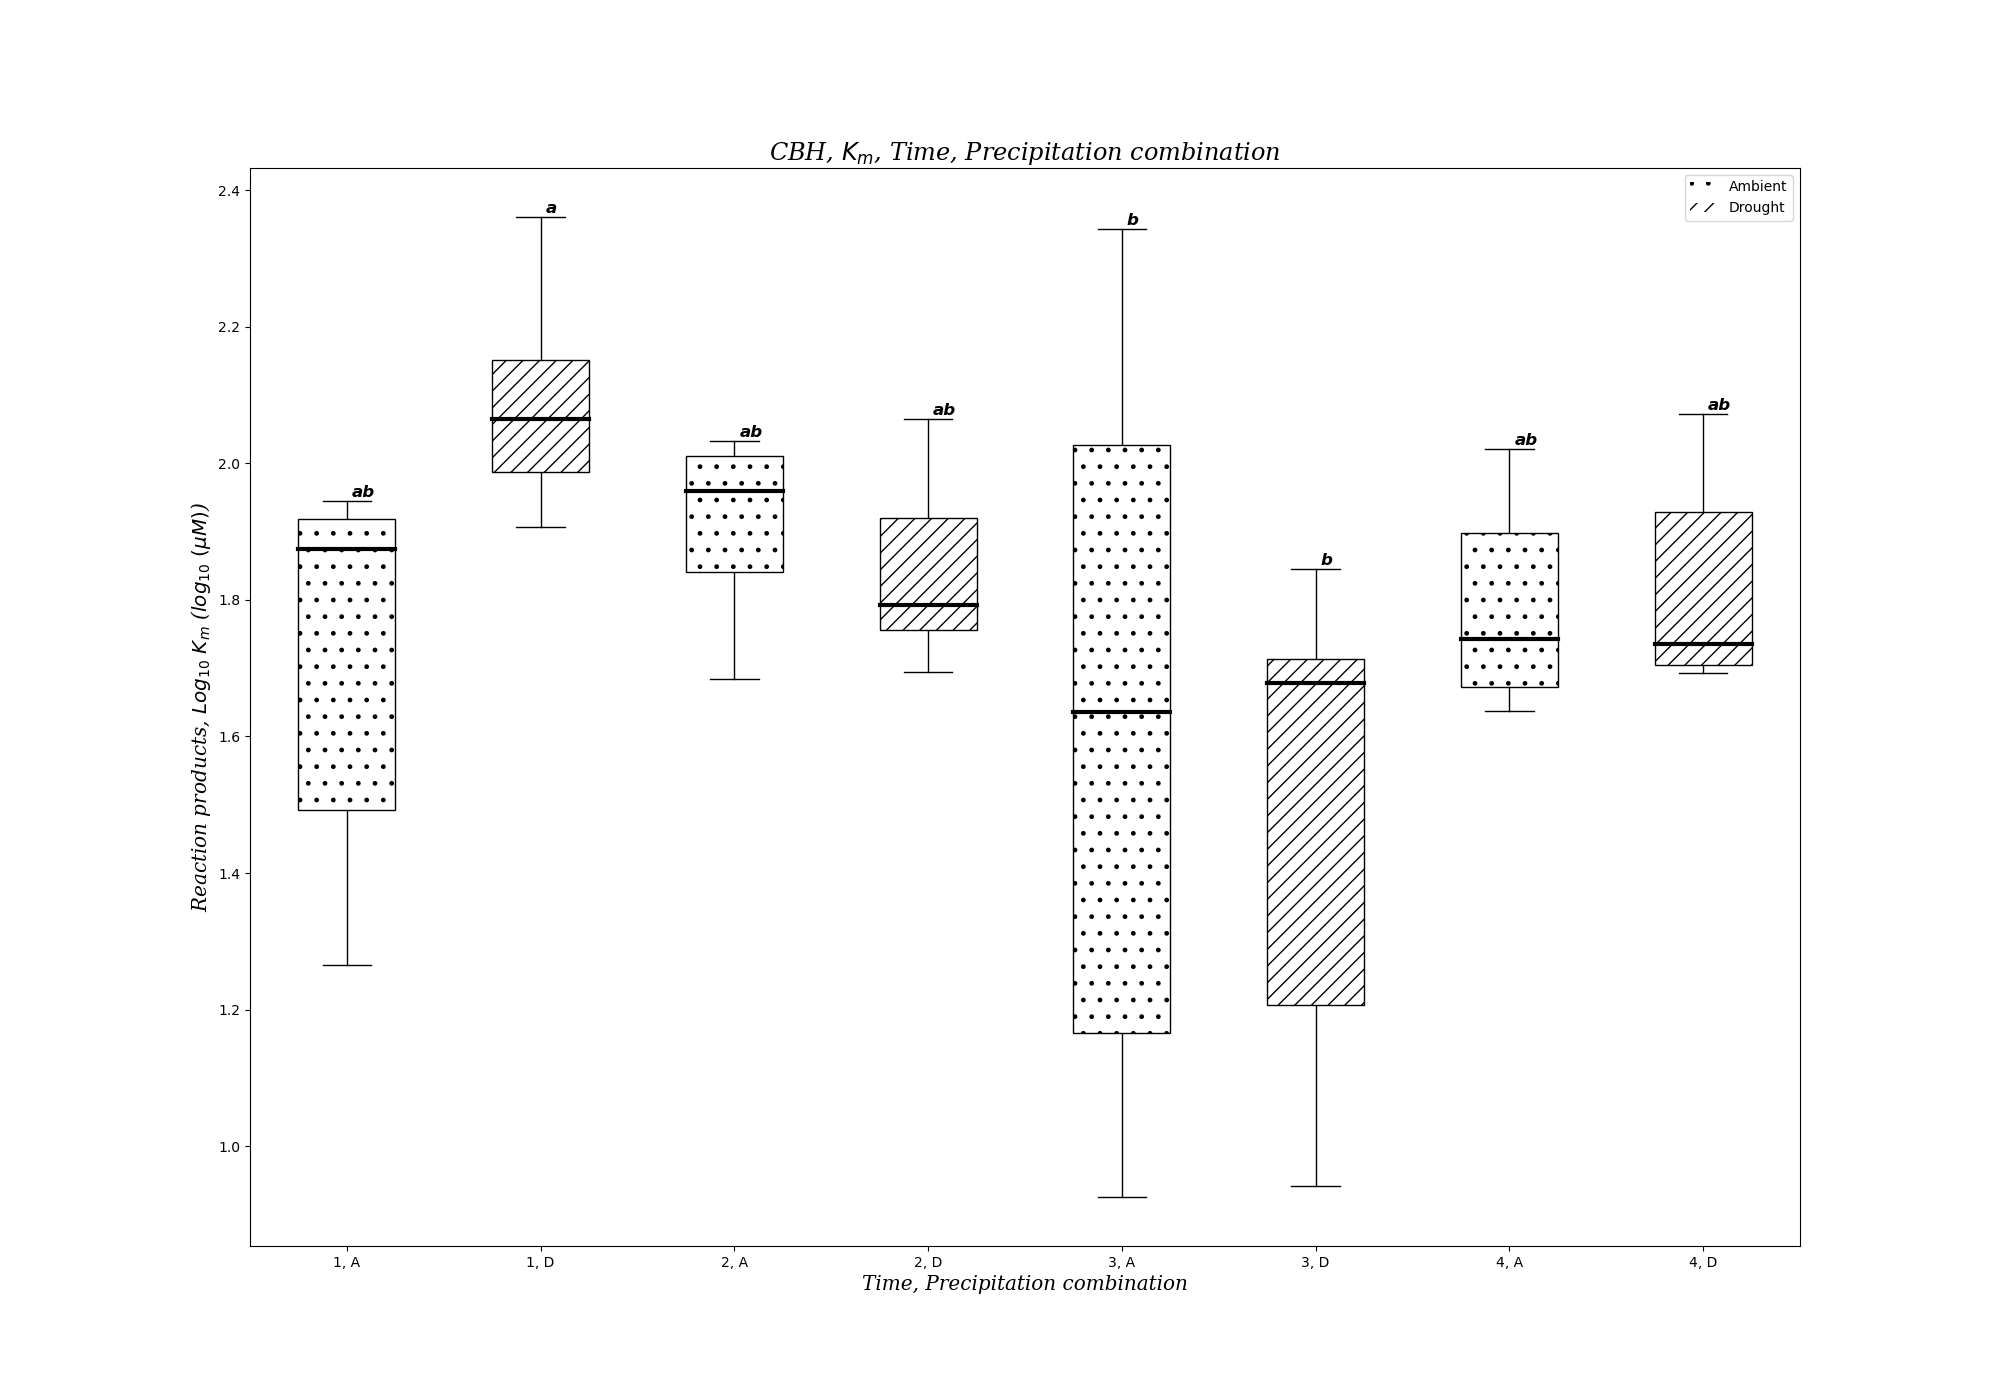 CBH, Kₘ, Time, Precipitation combination
Ambient
Drought
2.4
2.2
2.0
1.8
1.6
1.4
1.2
1.0
Reaction products, Log₁₀ Kₘ (log₁₀ (μM))
ab
a
ab
ab
b
b
ab
ab
1, A
1, D
2, A
2, D
3, A
3, D
4, A
4, D
Time, Precipitation combination